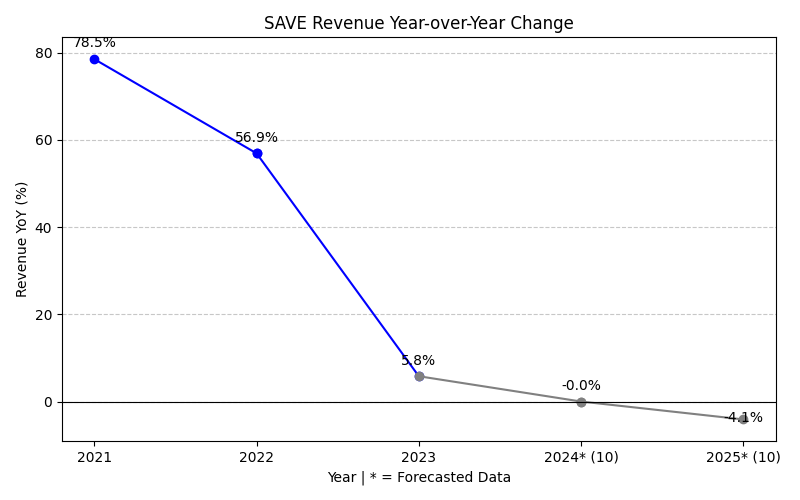 SAVE Revenue Year-over-Year Change
78.5%
80
56.9%
60
Revenue YoY (%)
40
20
5.8%
-0.0%
0
-4.1%
2021 2022 2023 2024* (10) 2025* (10)
Year | * = Forecasted Data